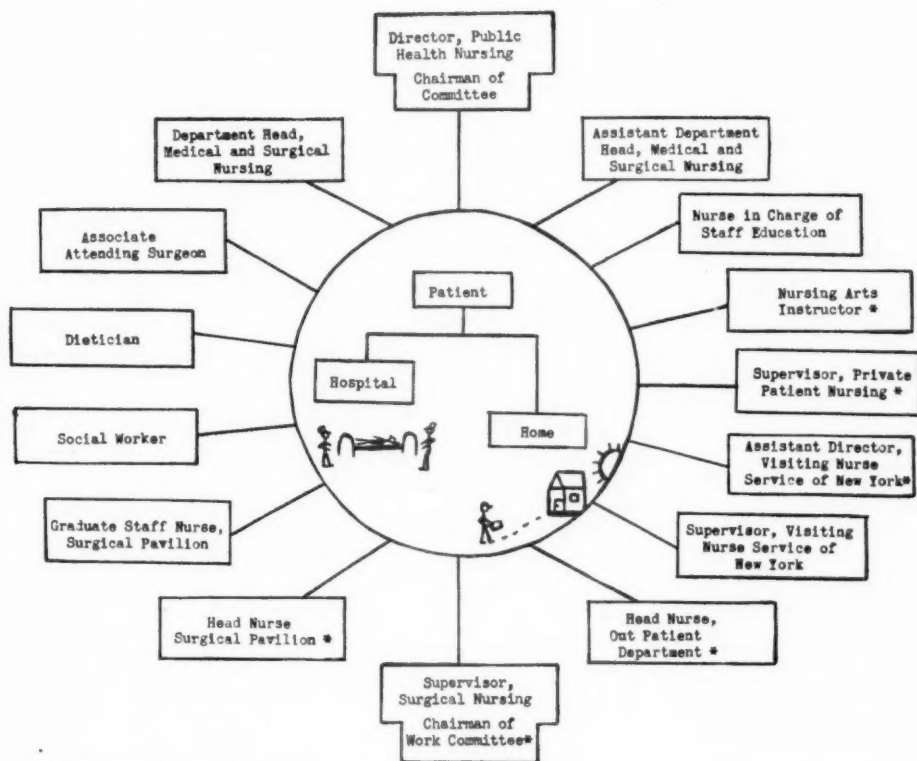 Director, Public
Health Nursing
Chairman of
Committee
Department Head,
Medical and Surgical
Nursing
Assistant Department
Head, Medical and
Surgical Nursing
Associate
Attending Surgeon
Nurse in Charge of
Staff Education
Patient
Nursing Arts
Instructor *
Dietician
Hospital
Supervisor, Private
Patient Nursing *
Social Worker
Home
Assistant Director,
Visiting Nurse
Service of New York*
Graduate Staff Nurse,
Surgical Pavilion
Supervisor, Visiting
Nurse Service of
New York
Head Nurse
Surgical Pavilion *
Head Nurse,
Out Patient
Department *
Supervisor,
Surgical Nursing
Chairman of
Work Committee*